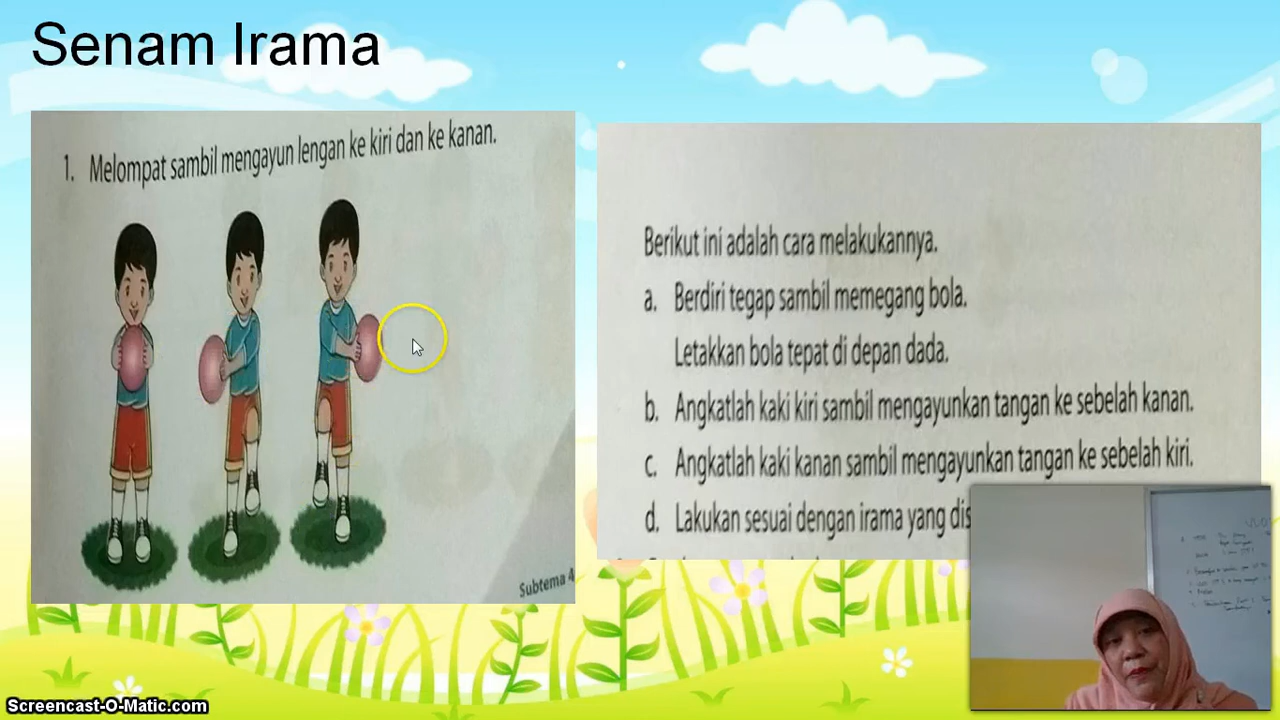 Senam Irama
1. Melompat sambil mengayun lengan ke kiri dan ke kanan.
Subtema 4
Berikut ini adalah cara melakukannya.
a. Berdiri tegap sambil memegang bola.
Letakkan bola tepat di depan dada.
b. Angkatlah kaki kiri sambil mengayunkan tangan ke sebelah kanan.
c. Angkatlah kaki kanan sambil mengayunkan tangan ke sebelah kiri.
d. Lakukan sesuai dengan irama yang dis
Screencast-O-Matic.com